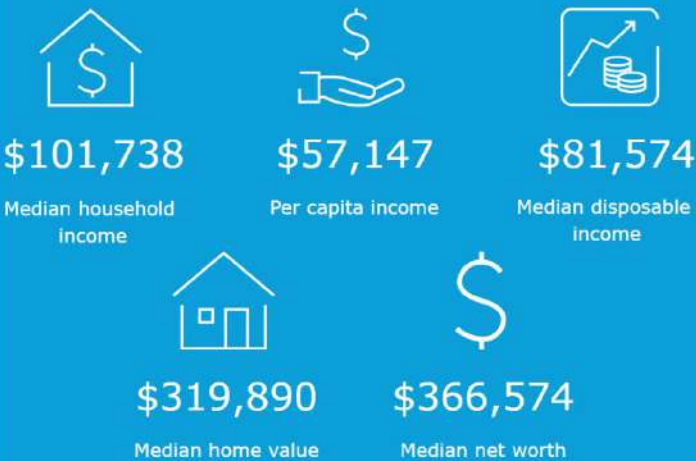 $101,738
Median household
income
$57,147
Per capita income
$81,574
Median disposable
income
$319,890
Median home value
$366,574
Median net worth